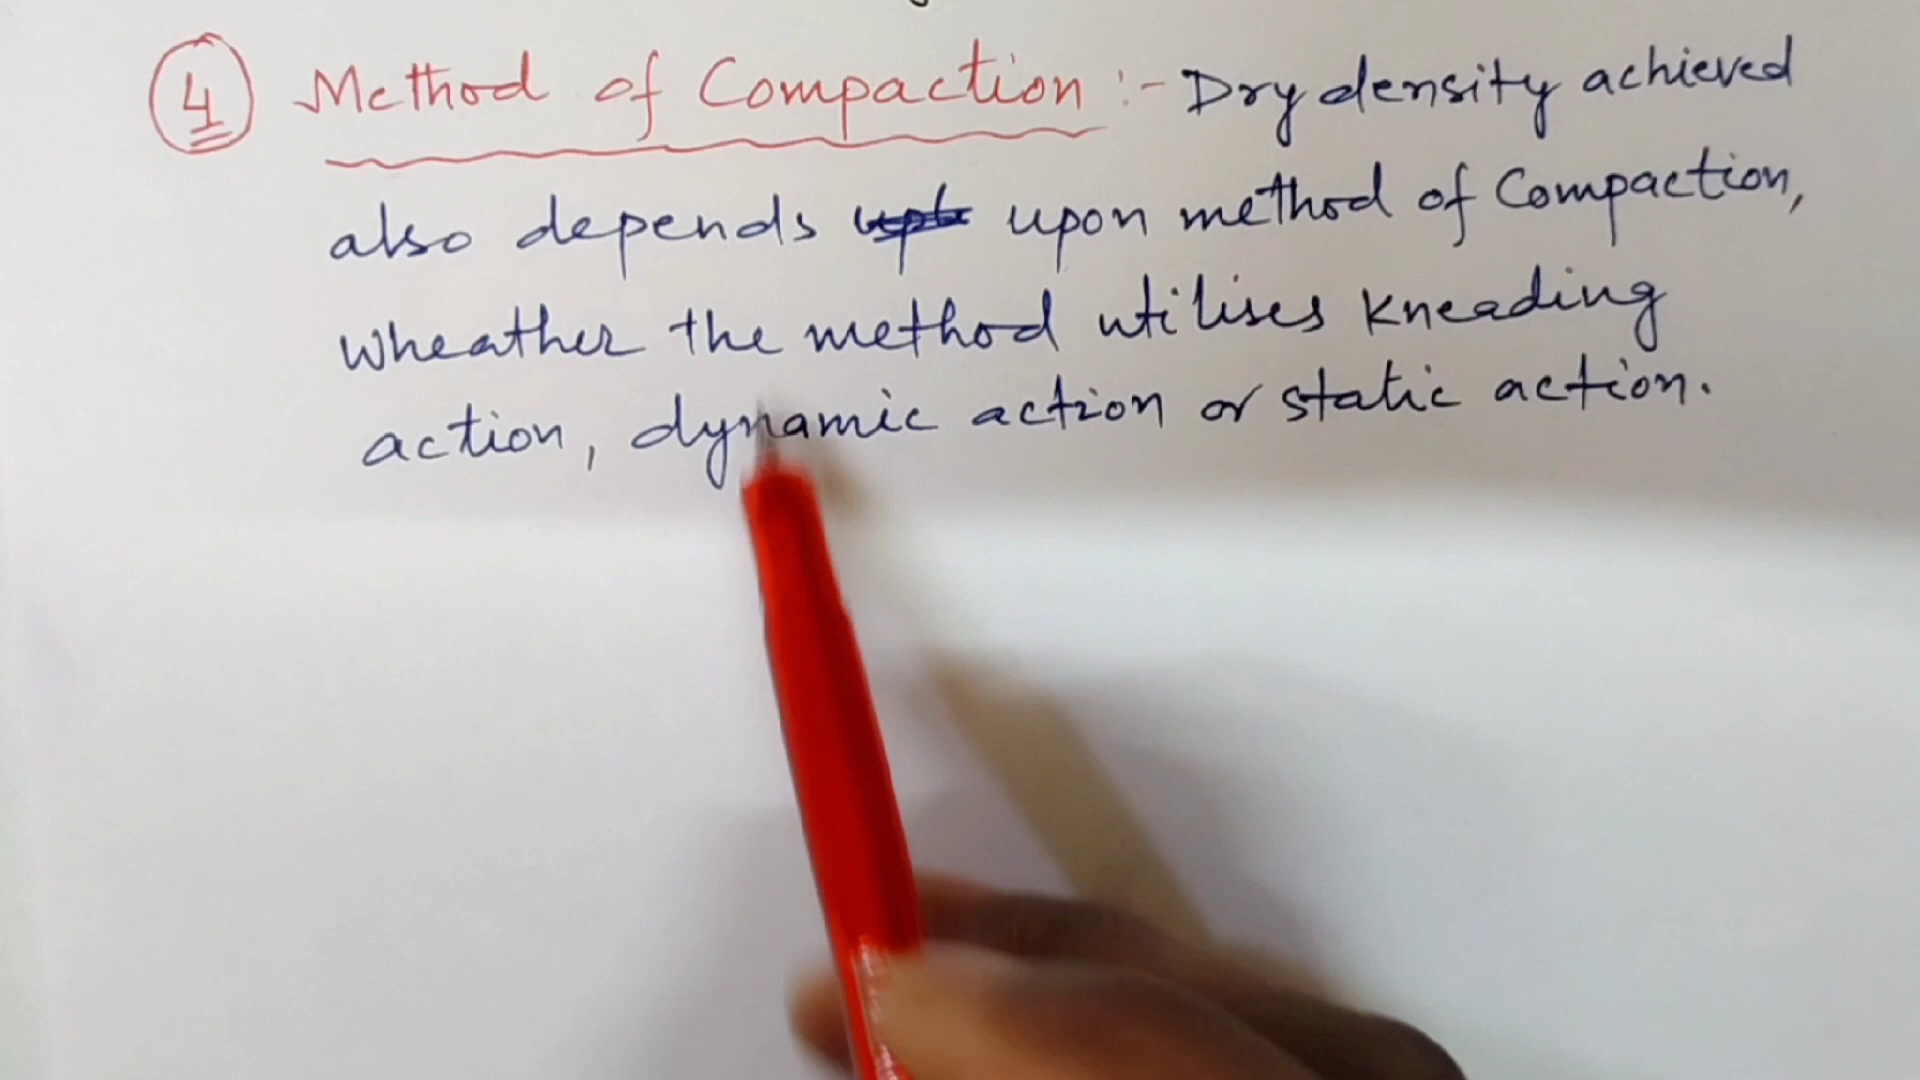 4 Method of Compaction :- Dry density achieved
also depends upon method of Compaction,
Wheather the method utilises kneading
action, dynamic action or static action.